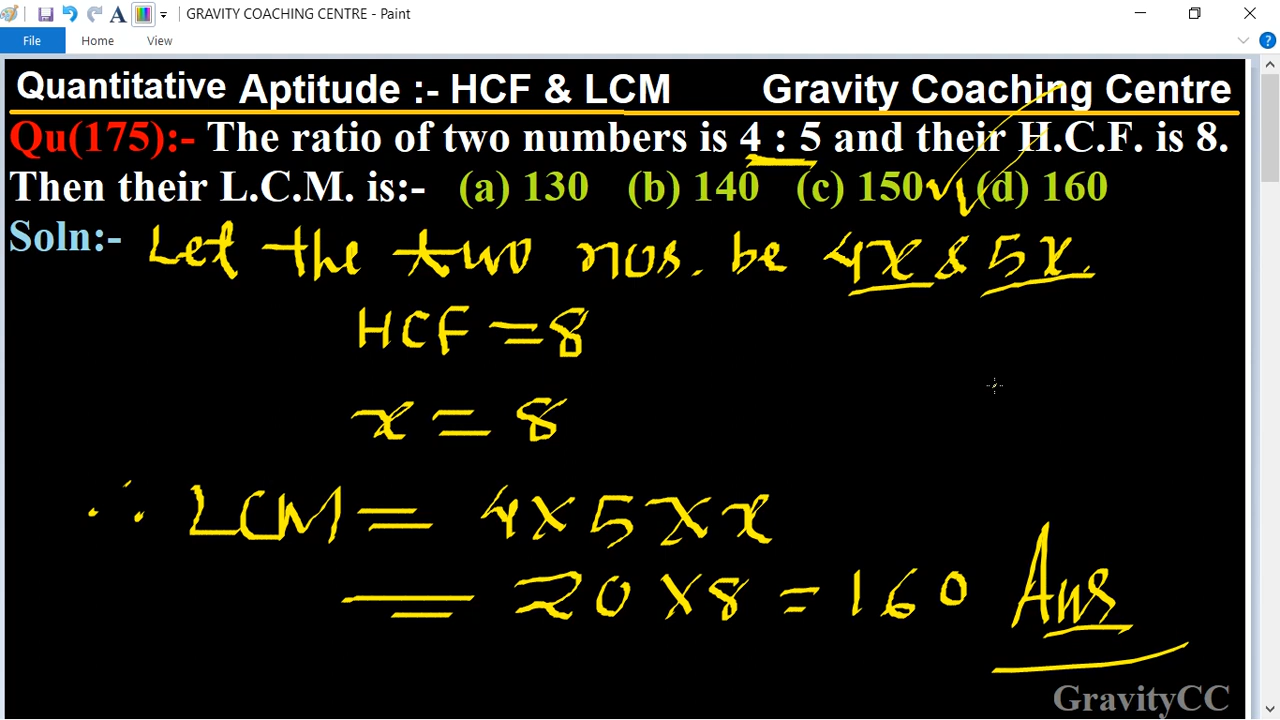 GRAVITY COACHING CENTRE - Paint
File Home View
Quantitative Aptitude :- HCF & LCM Gravity Coaching Centre
Qu(175):- The ratio of two numbers is 4 : 5 and their H.C.F. is 8.
Then their L.C.M. is:- (a) 130 (b) 140 (c) 150 (d) 160
Soln:- Let the two nos. be 4x & 5x.
HCF = 8
x = 8
∴ LCM = 4 × 5 × x
= 20 × 8 = 160 Ans
GravityCC